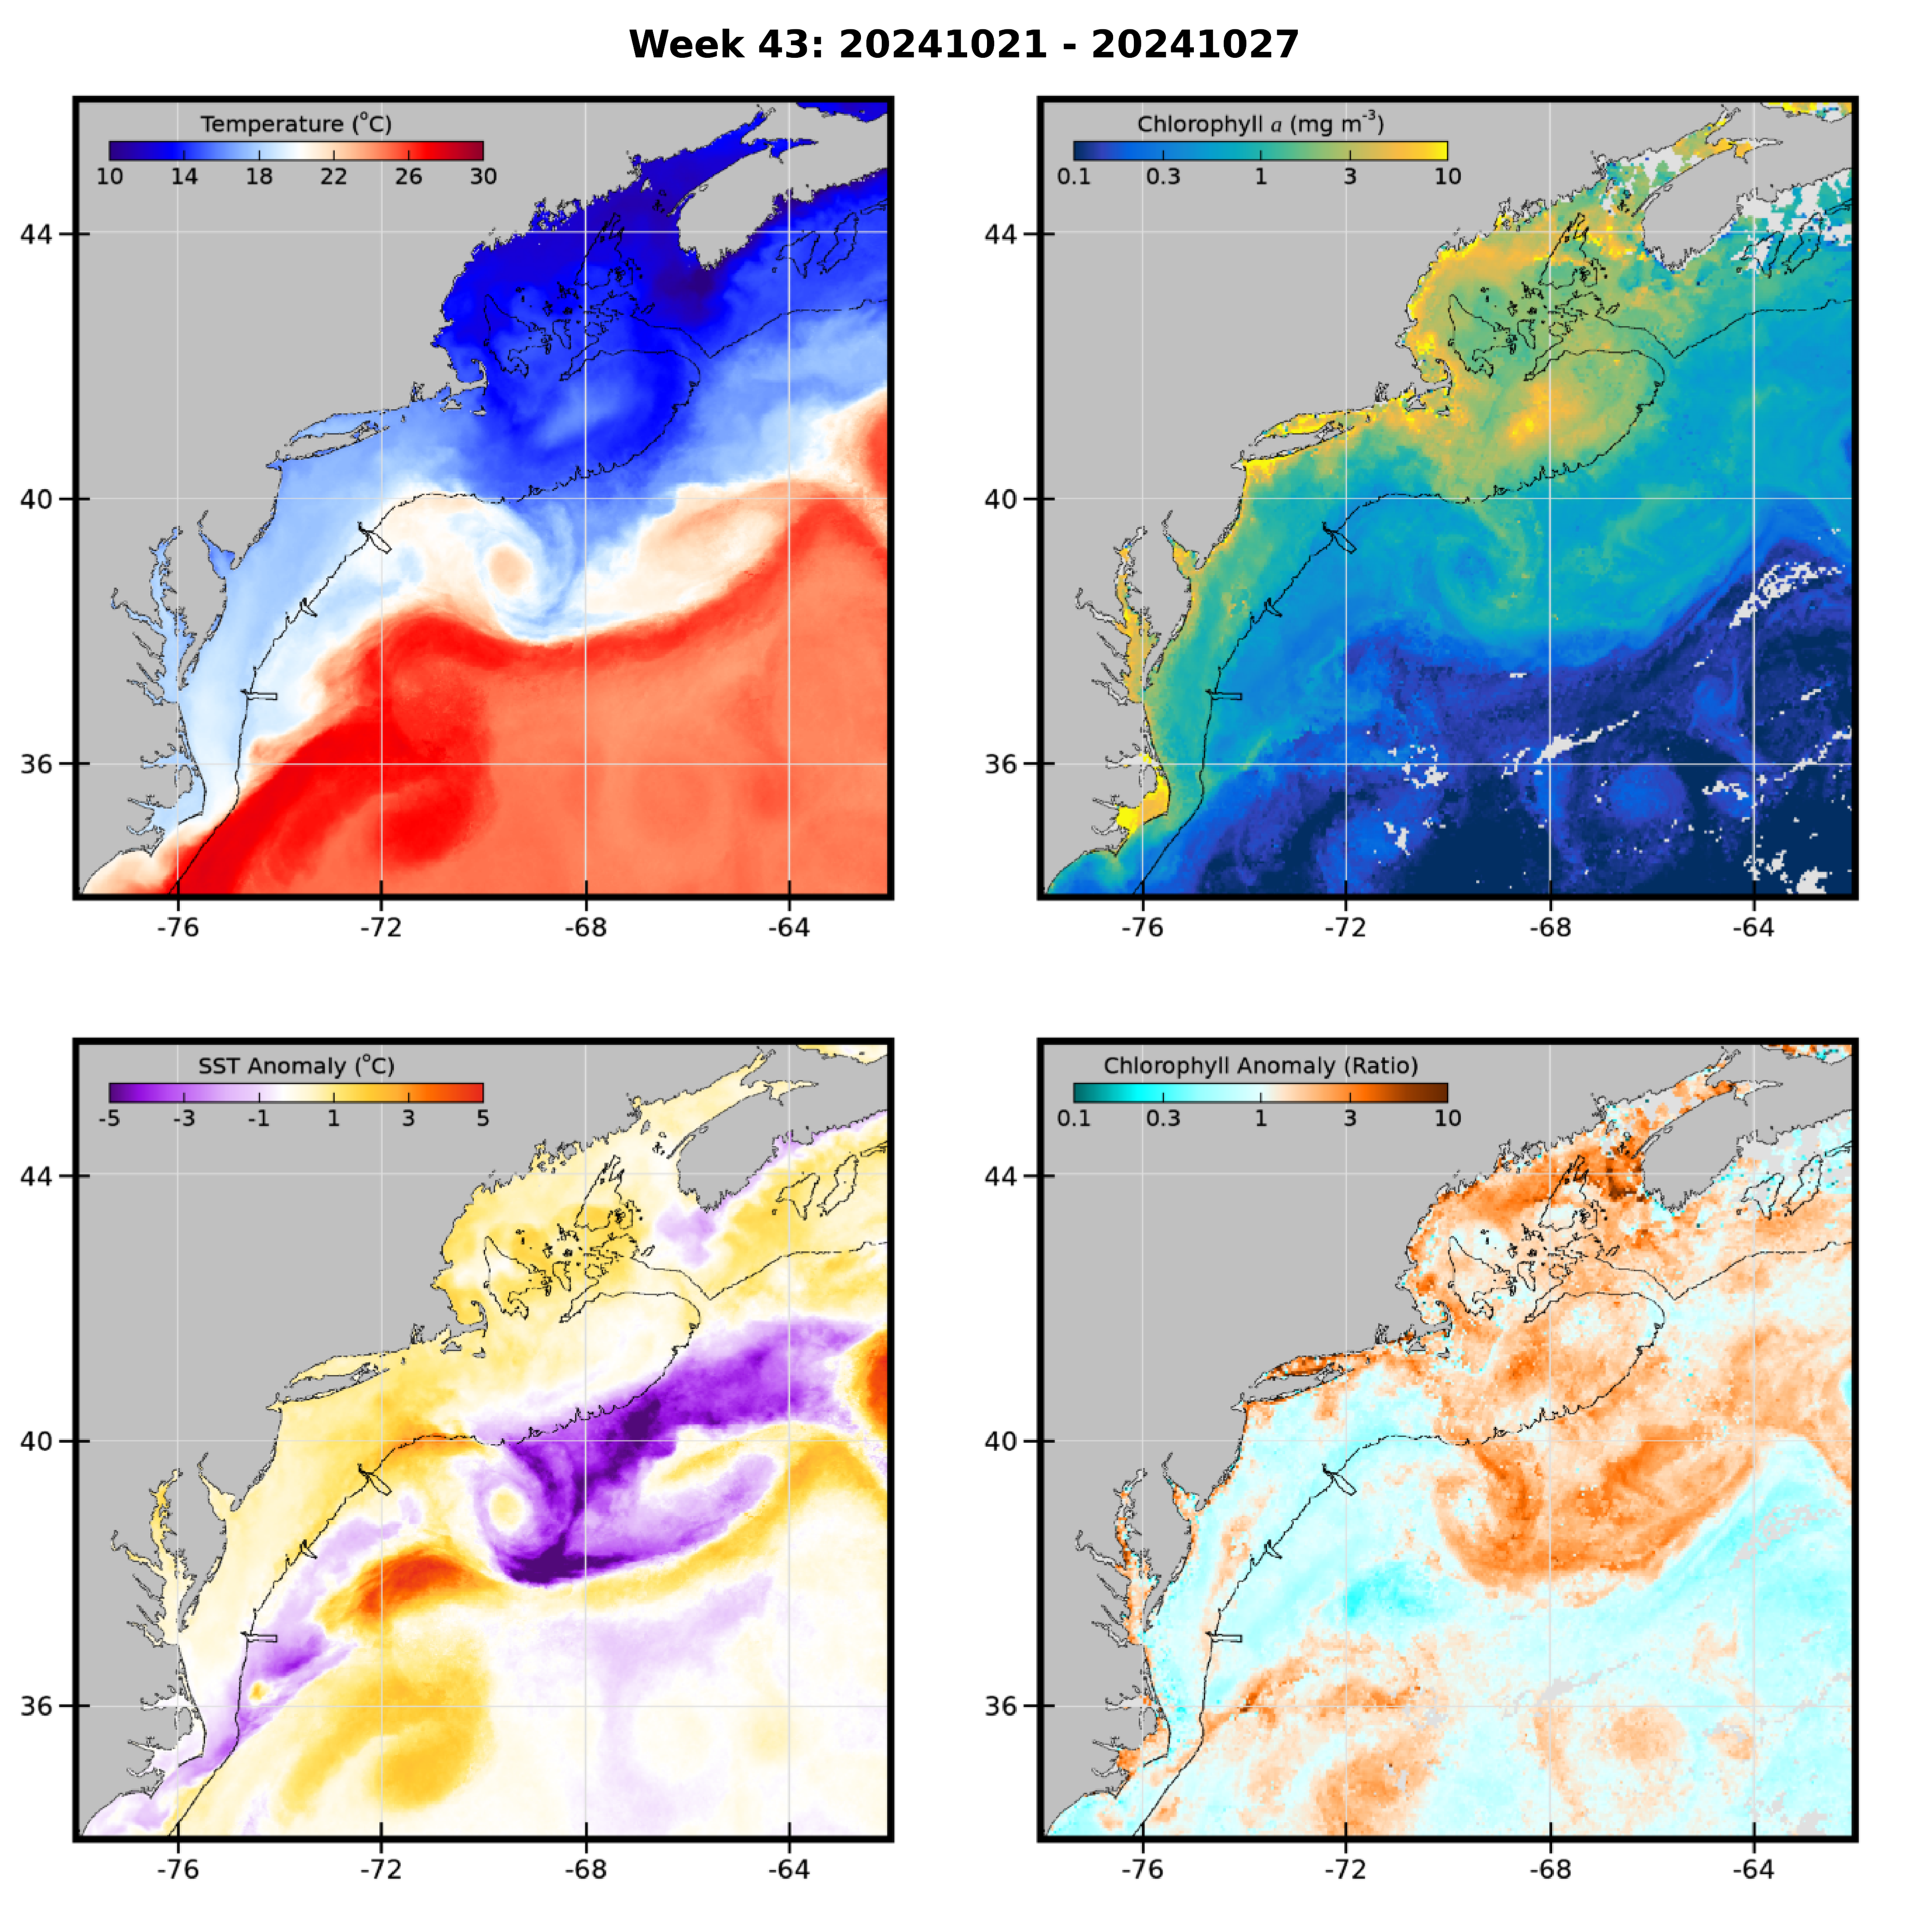 Week 43: 20241021 - 20241027
Temperature (°C)
10 14 18 22 26 30
44
40
36
-76 -72 -68 -64
Chlorophyll a (mg m⁻³)
0.1 0.3 1 3 10
44
40
36
-76 -72 -68 -64
SST Anomaly (°C)
-5 -3 -1 1 3 5
44
40
36
-76 -72 -68 -64
Chlorophyll Anomaly (Ratio)
0.1 0.3 1 3 10
44
40
36
-76 -72 -68 -64